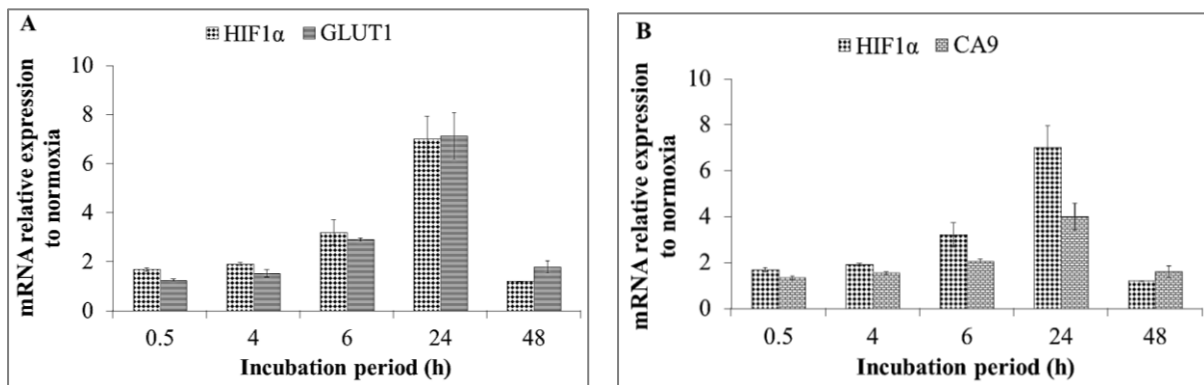 A
HIF1α GLUT1
mRNA relative expression
to normoxia
10
8
6
4
2
0
0.5 4 6 24 48
Incubation period (h)
B
HIF1α CA9
mRNA relative expression
to normoxia
10
8
6
4
2
0
0.5 4 6 24 48
Incubation period (h)